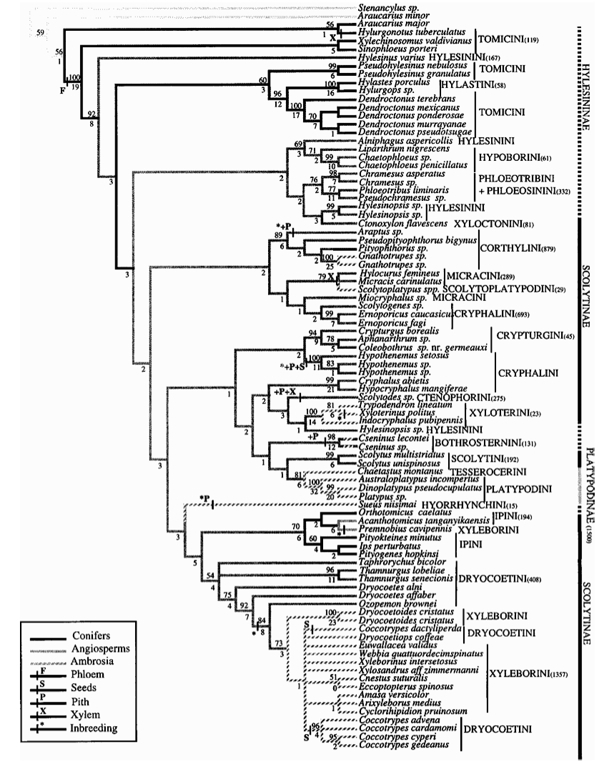 Stenancylus sp.
Araucarius minor
Araucarius major
Hylurgonotus tuberculatus
Xylechinosomus valdivianus TOMICINI(119)
Sinophloeus porteri
Hylesinus varius HYLESININI(167)
Pseudohylesinus nebulosus TOMICINI
Pseudohylesinus granulatus
Hylastes porculus HYLASTINI(58)
Hylurgops sp.
Dendroctonus terebrans
Dendroctonus mexicanus
Dendroctonus ponderosae TOMICINI
Dendroctonus murrayanae
Dendroctonus pseudotsugae
Alniphagus aspericollis HYLESININI
Liparthrum nigrescens
Chaetophloeus sp. HYPOBORINI(61)
Chaetophloeus penicillatus
Chramesus asperatus
Chramesus sp. PHLOEOTRIBINI
Phloeotribus liminaris + PHLOEOSININI(332)
Pseudochramesus sp.
Hylesinopsis sp. HYLESININI
Hylesinopsis sp.
Ctonoxylon flavescens XYLOCTONINI(81)
Araptus sp.
Pseudopityophthorus bigynus
Pityophthorus sp. CORTHYLINI(879)
Gnathotrupes sp.
Gnathotrupes sp.
Hylocurus femineus MICRACINI(289)
Micracis carinulatus
Scolytoplatypus spp. SCOLYTOPLATYPODINI(29)
Miocryphalus sp. MICRACINI
Scolytogenes sp.
Ernoporicus caucasicus CRYPHALINI(693)
Ernoporicus fagi
Crypturgus borealis
Aphanarthrum sp. CRYPTURGINI(45)
Coleobothrus sp. nr. germeauxi
Hypothenemus setosus
Hypothenemus sp.
Hypothenemus sp. CRYPHALINI
Cryphalus abietis
Hypocryphalus mangiferae
Scolytodes sp. CTENOPHORINI(275)
Trypodendron lineatum
Xyloterinus politus XYLOTERINI(23)
Indocryphalus pubipennis
Hylesinopsis sp. HYLESININI
Cseninus lecontei BOTHROSTERNINI(131)
Cseninus sp.
Scolytus multistriatus SCOLYTINI(192)
Scolytus unispinosus
Chaetastus montanus TESSEROCERINI
Australoplatypus incompertus
Dinoplatypus pseudocupulatus PLATYPODINI
Platypus sp.
Sueus niisimai HYORRHYNCHINI(15)
Orthotomicus caelatus IPINI(194)
Acanthotomicus tanganyikaensis
Premnobius cavipennis XYLEBORINI
Pityokteines minutus
Ips perturbatus IPINI
Pityogenes hopkinsi
Taphrorychus bicolor
Thamnurgus lobeliae
Thamnurgus senecionis DRYOCOETINI(408)
Dryocoetes alni
Dryocoetes affaber
Ozopemon brownei
Dryocoetoides cristatus XYLEBORINI
Dryocoetoides cristatus
Coccotrypes dactyliperda DRYOCOETINI
Dryocoetiops coffeae
Euwallacea validus
Webbia quattuordecimspinatus
Xyleborinus intersetosus
Xylosandrus aff zimmermanni
Cnestus suturalis XYLEBORINI(1357)
Eccoptopterus spinosus
Amasa versicolor
Arixyleborus medius
Cyclorihipidion pruinosum
Coccotrypes advena
Coccotrypes cardamomi DRYOCOETINI
Coccotrypes cyperi
Coccotrypes gedeanus
HYLESININAE
SCOLYTINAE
PLATYPODINAE (1500)
SCOLYTINAE
Conifers
Angiosperms
Ambrosia
F Phloem
S Seeds
P Pith
X Xylem
* Inbreeding